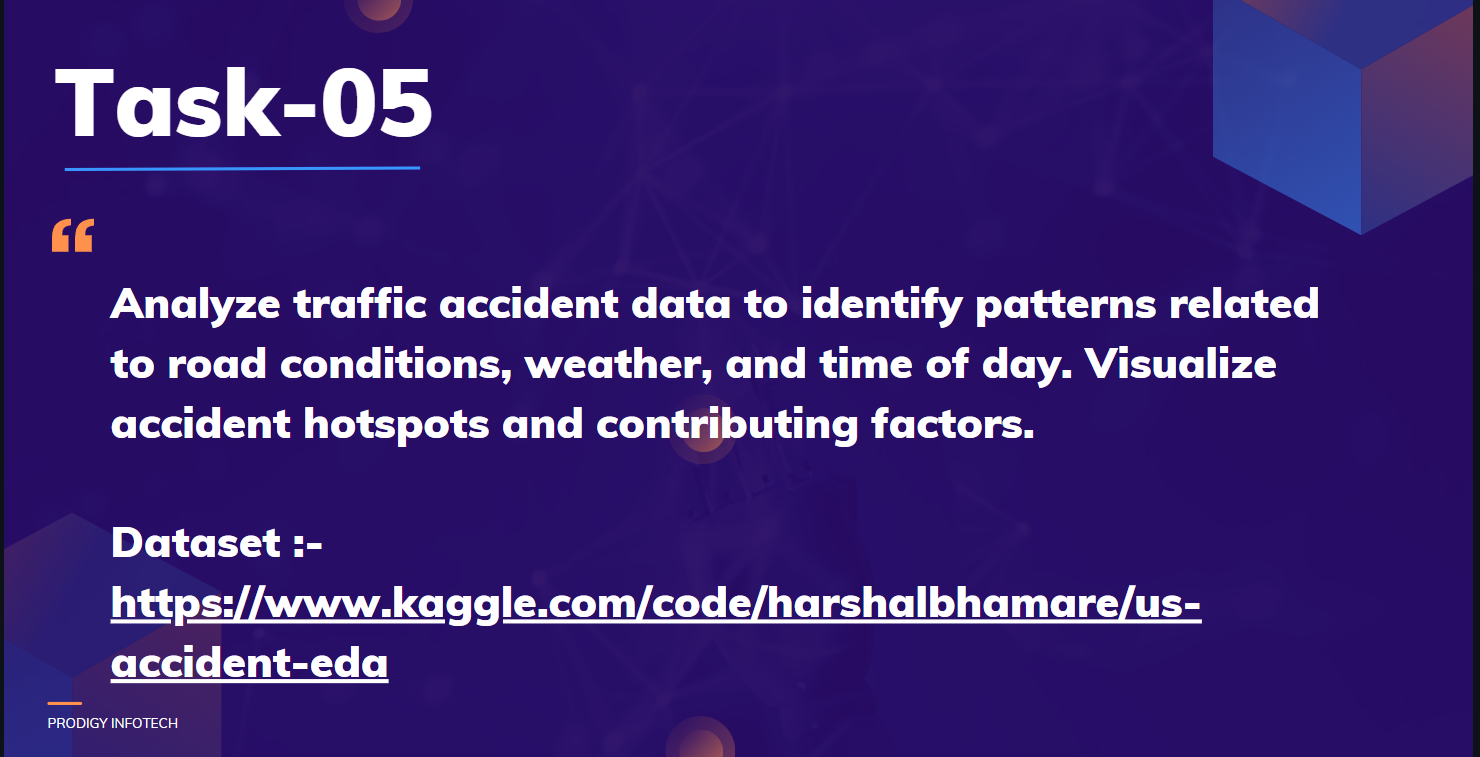 Task-05
“
Analyze traffic accident data to identify patterns related
to road conditions, weather, and time of day. Visualize
accident hotspots and contributing factors.
Dataset :-
https://www.kaggle.com/code/harshalbhamare/us-
accident-eda
PRODIGY INFOTECH